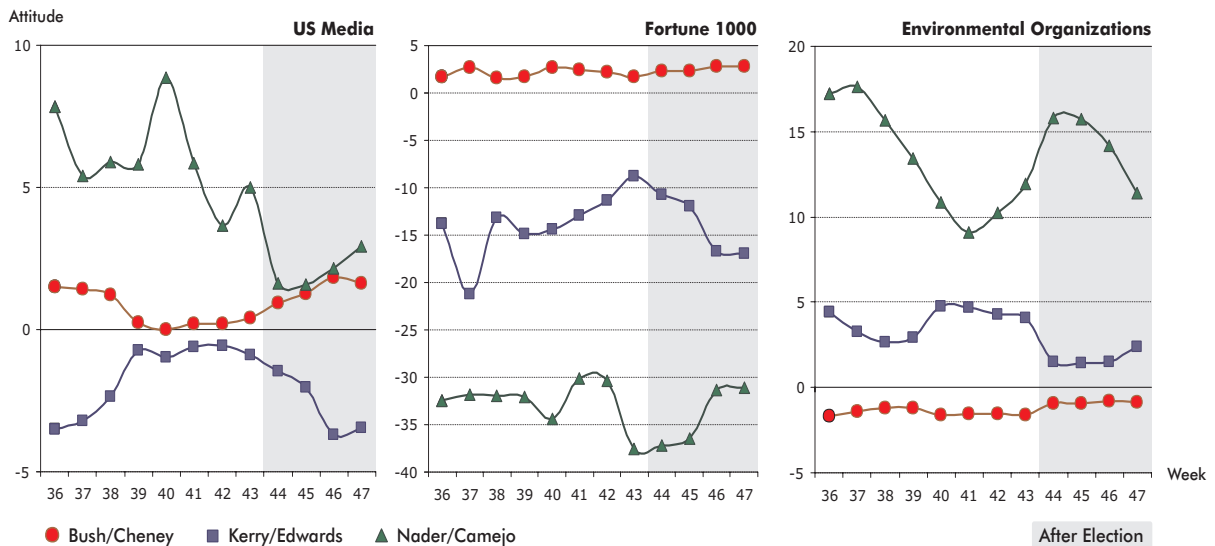 Attitude
US Media
Fortune 1000
Environmental Organizations
10
5
0
-5
36 37 38 39 40 41 42 43 44 45 46 47
5
0
-5
-10
-15
-20
-25
-30
-35
-40
36 37 38 39 40 41 42 43 44 45 46 47
20
15
10
5
0
-5
36 37 38 39 40 41 42 43 44 45 46 47
Week
Bush/Cheney Kerry/Edwards Nader/Camejo
After Election